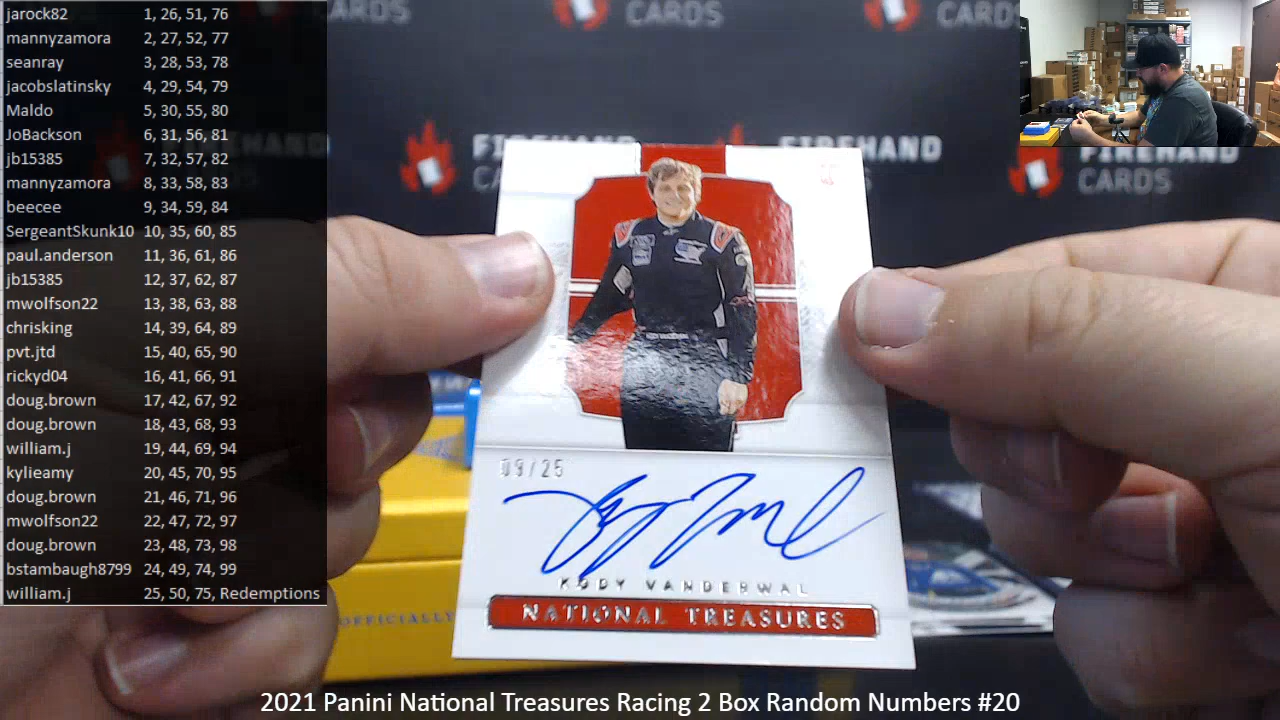 jarock82 1, 26, 51, 76
mannyzamora 2, 27, 52, 77
seanray 3, 28, 53, 78
jacobslatinsky 4, 29, 54, 79
Maldo 5, 30, 55, 80
JoBackson 6, 31, 56, 81
jb15385 7, 32, 57, 82
mannyzamora 8, 33, 58, 83
beecee 9, 34, 59, 84
SergeantSkunk10 10, 35, 60, 85
paul.anderson 11, 36, 61, 86
jb15385 12, 37, 62, 87
mwolfson22 13, 38, 63, 88
chrisking 14, 39, 64, 89
pvt.jtd 15, 40, 65, 90
rickyd04 16, 41, 66, 91
doug.brown 17, 42, 67, 92
doug.brown 18, 43, 68, 93
william.j 19, 44, 69, 94
kylieamy 20, 45, 70, 95
doug.brown 21, 46, 71, 96
mwolfson22 22, 47, 72, 97
doug.brown 23, 48, 73, 98
bstambaugh8799 24, 49, 74, 99
william.j 25, 50, 75, Redemptions
CARDS
CARDS
CARDS
FIREHAND
CARDS
09/25
KODY VANDERWAL
NATIONAL TREASURES
OFFICIALLY
2021 Panini National Treasures Racing 2 Box Random Numbers #20